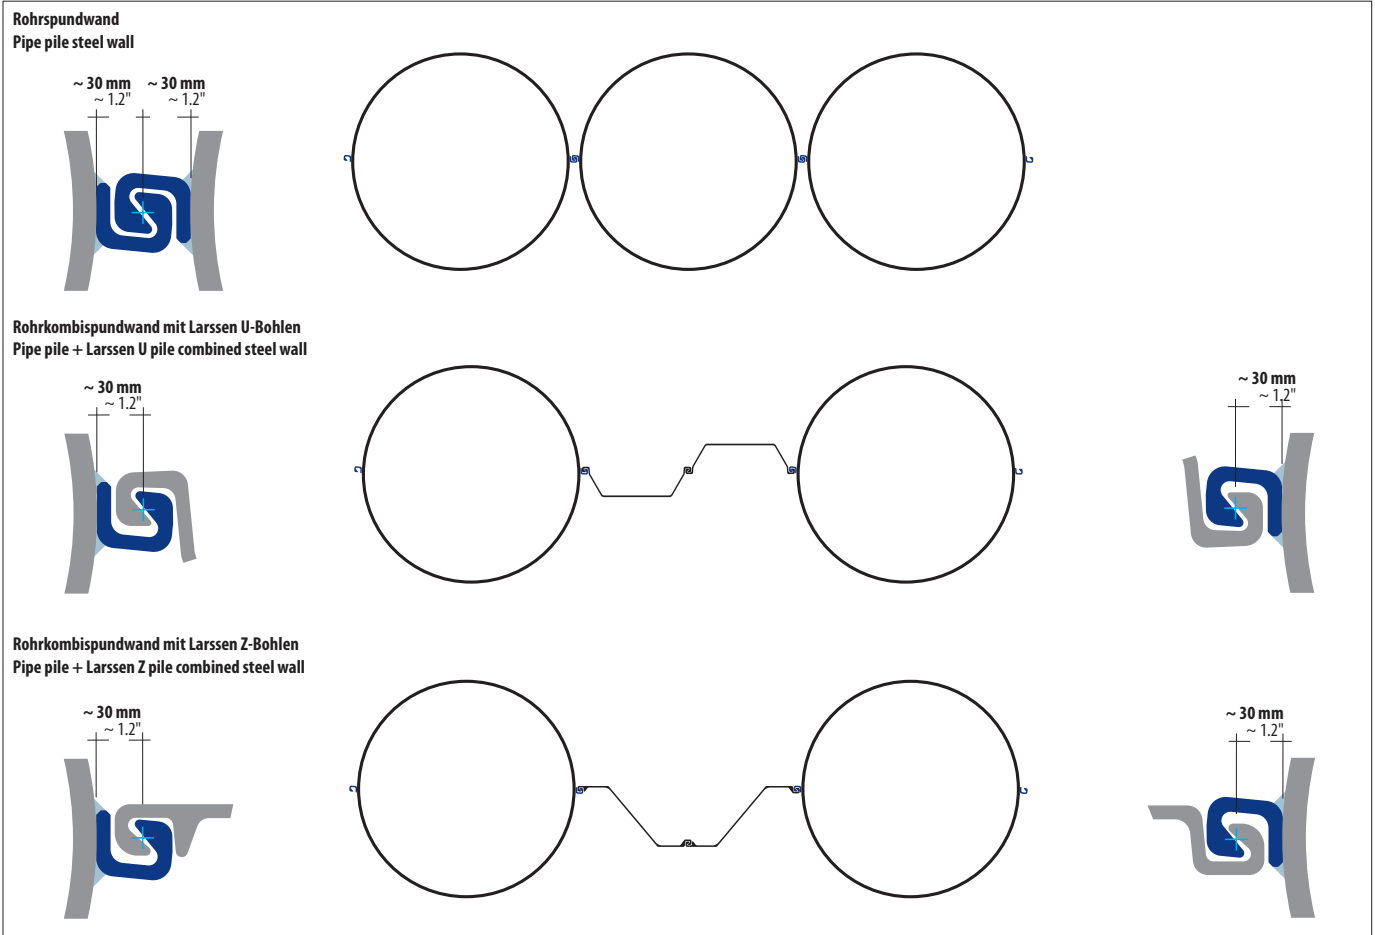 Rohrspundwand
Pipe pile steel wall
~ 30 mm ~ 30 mm
~ 1.2" ~ 1.2"
Rohrkombispundwand mit Larssen U-Bohlen
Pipe pile + Larssen U pile combined steel wall
~ 30 mm
~ 1.2"
~ 30 mm
~ 1.2"
Rohrkombispundwand mit Larssen Z-Bohlen
Pipe pile + Larssen Z pile combined steel wall
~ 30 mm
~ 1.2"
~ 30 mm
~ 1.2"